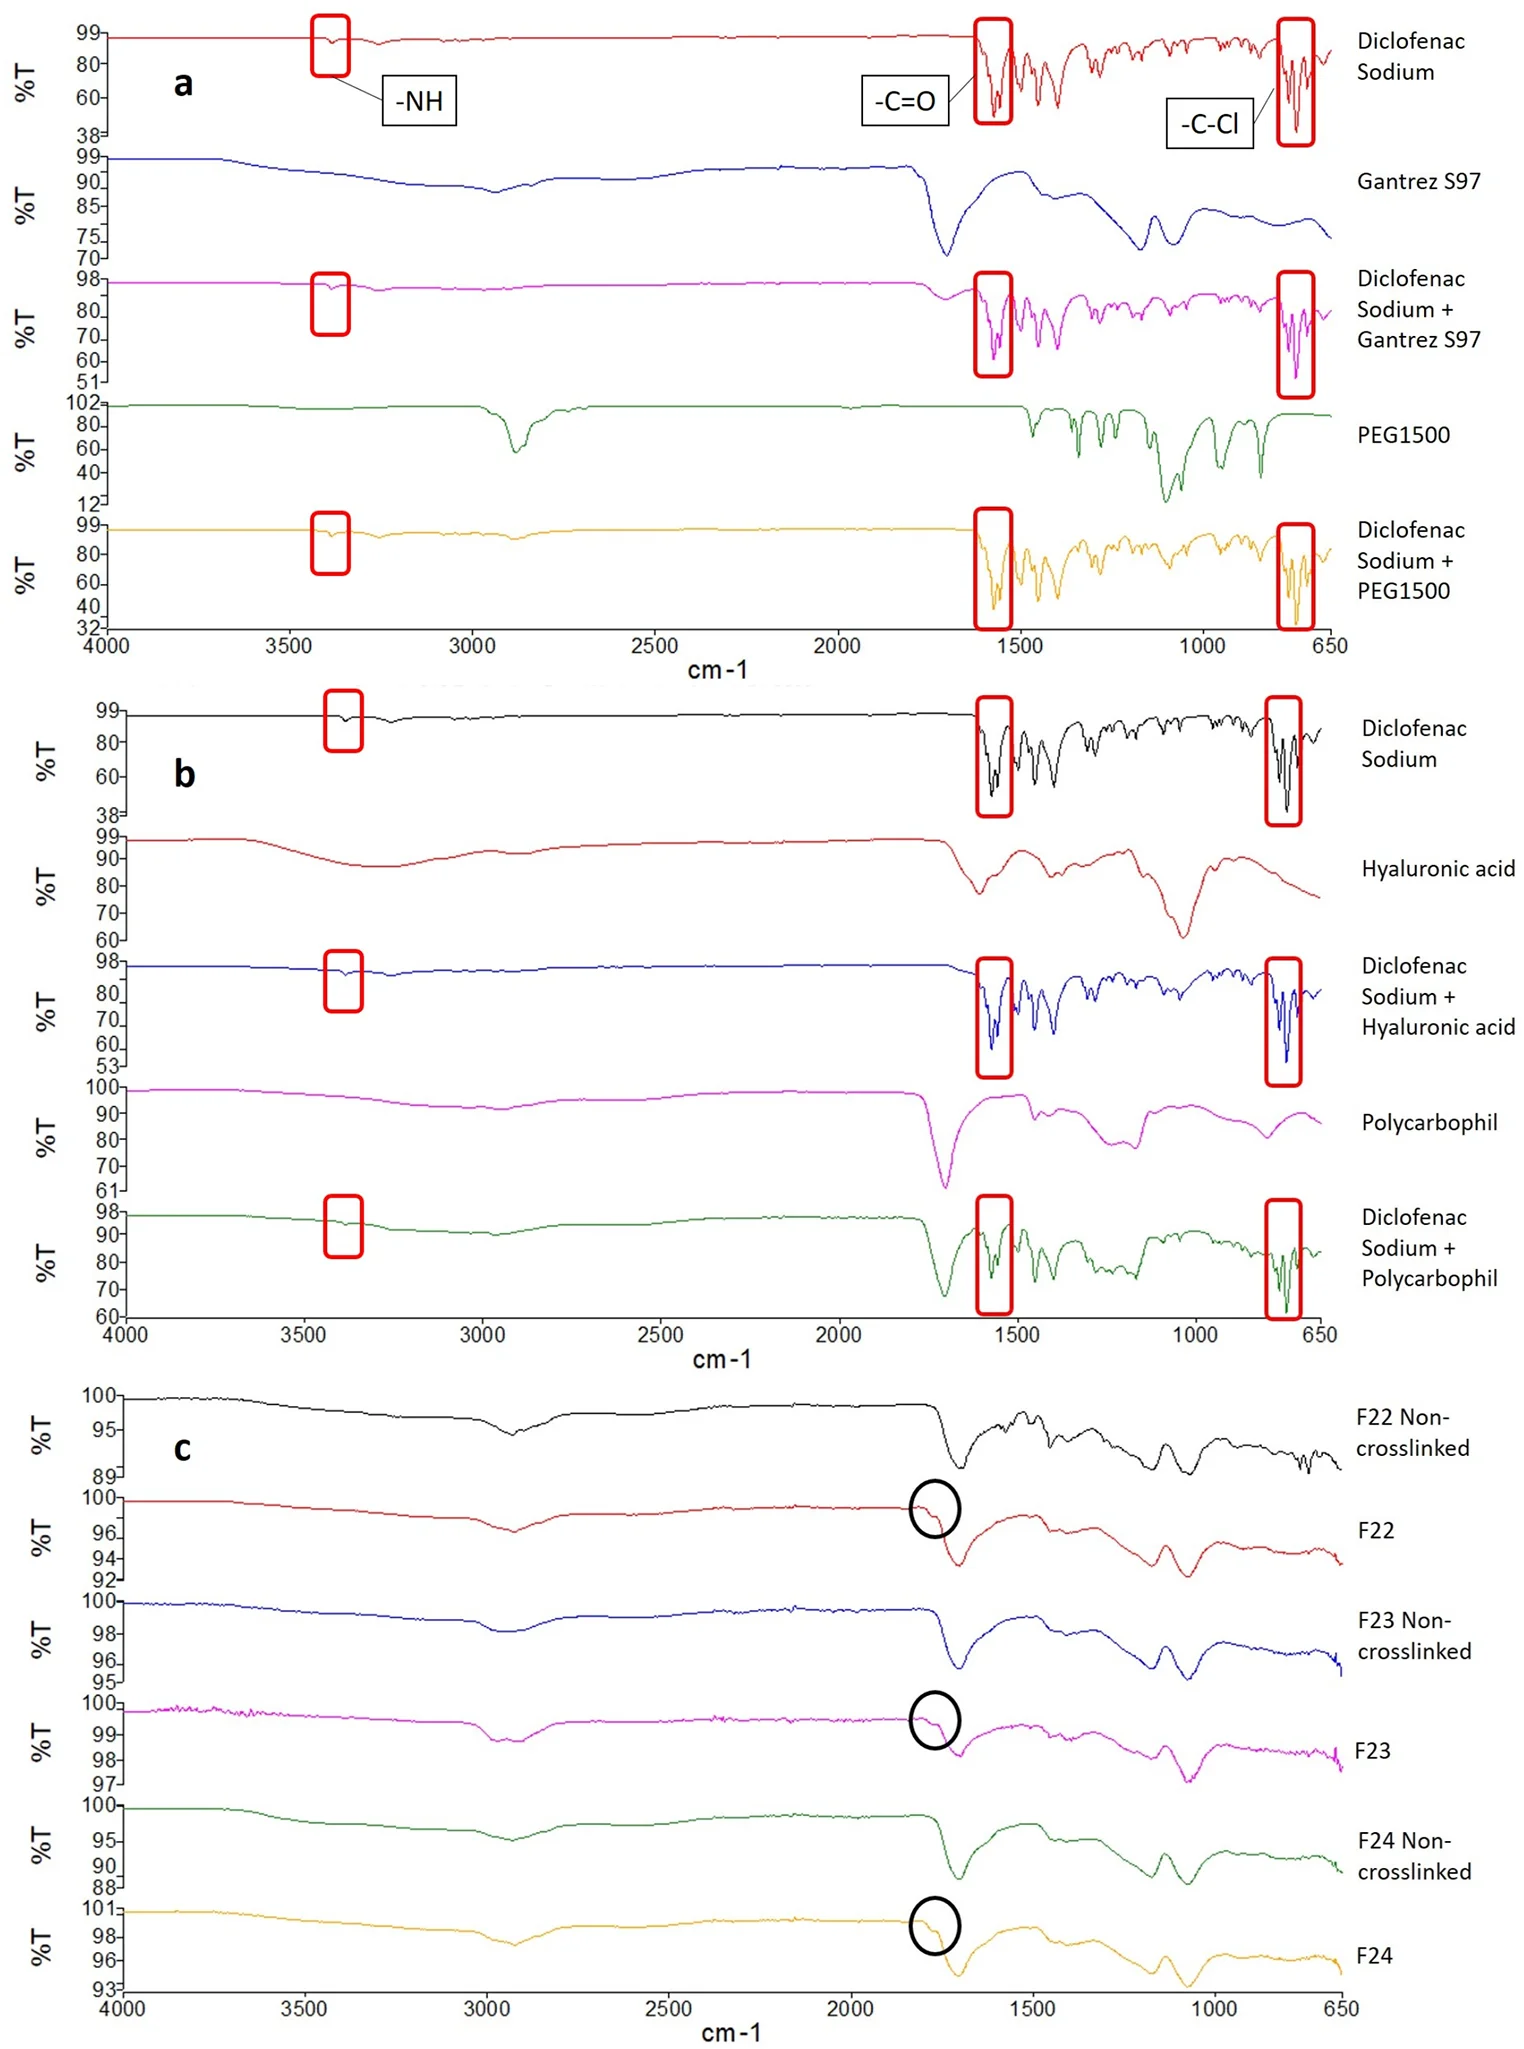 99
80
60
38
%T
a
-NH
-C=O
-C-Cl
Diclofenac
Sodium
99
90
85
75
70
%T
Gantrez S97
98
80
70
60
51
%T
Diclofenac
Sodium +
Gantrez S97
102
80
60
40
12
%T
PEG1500
99
80
60
40
32
%T
Diclofenac
Sodium +
PEG1500
4000 3500 3000 2500 2000 1500 1000 650
cm-1
99
80
60
38
%T
b
Diclofenac
Sodium
99
90
80
70
60
%T
Hyaluronic acid
98
80
70
60
53
%T
Diclofenac
Sodium +
Hyaluronic acid
100
90
80
70
61
%T
Polycarbophil
98
90
80
70
60
%T
Diclofenac
Sodium +
Polycarbophil
4000 3500 3000 2500 2000 1500 1000 650
cm-1
100
95
89
%T
c
F22 Non-
crosslinked
100
96
94
92
%T
F22
100
98
96
95
%T
F23 Non-
crosslinked
100
99
98
97
%T
F23
100
95
90
88
%T
F24 Non-
crosslinked
101
98
96
93
%T
F24
4000 3500 3000 2500 2000 1500 1000 650
cm-1